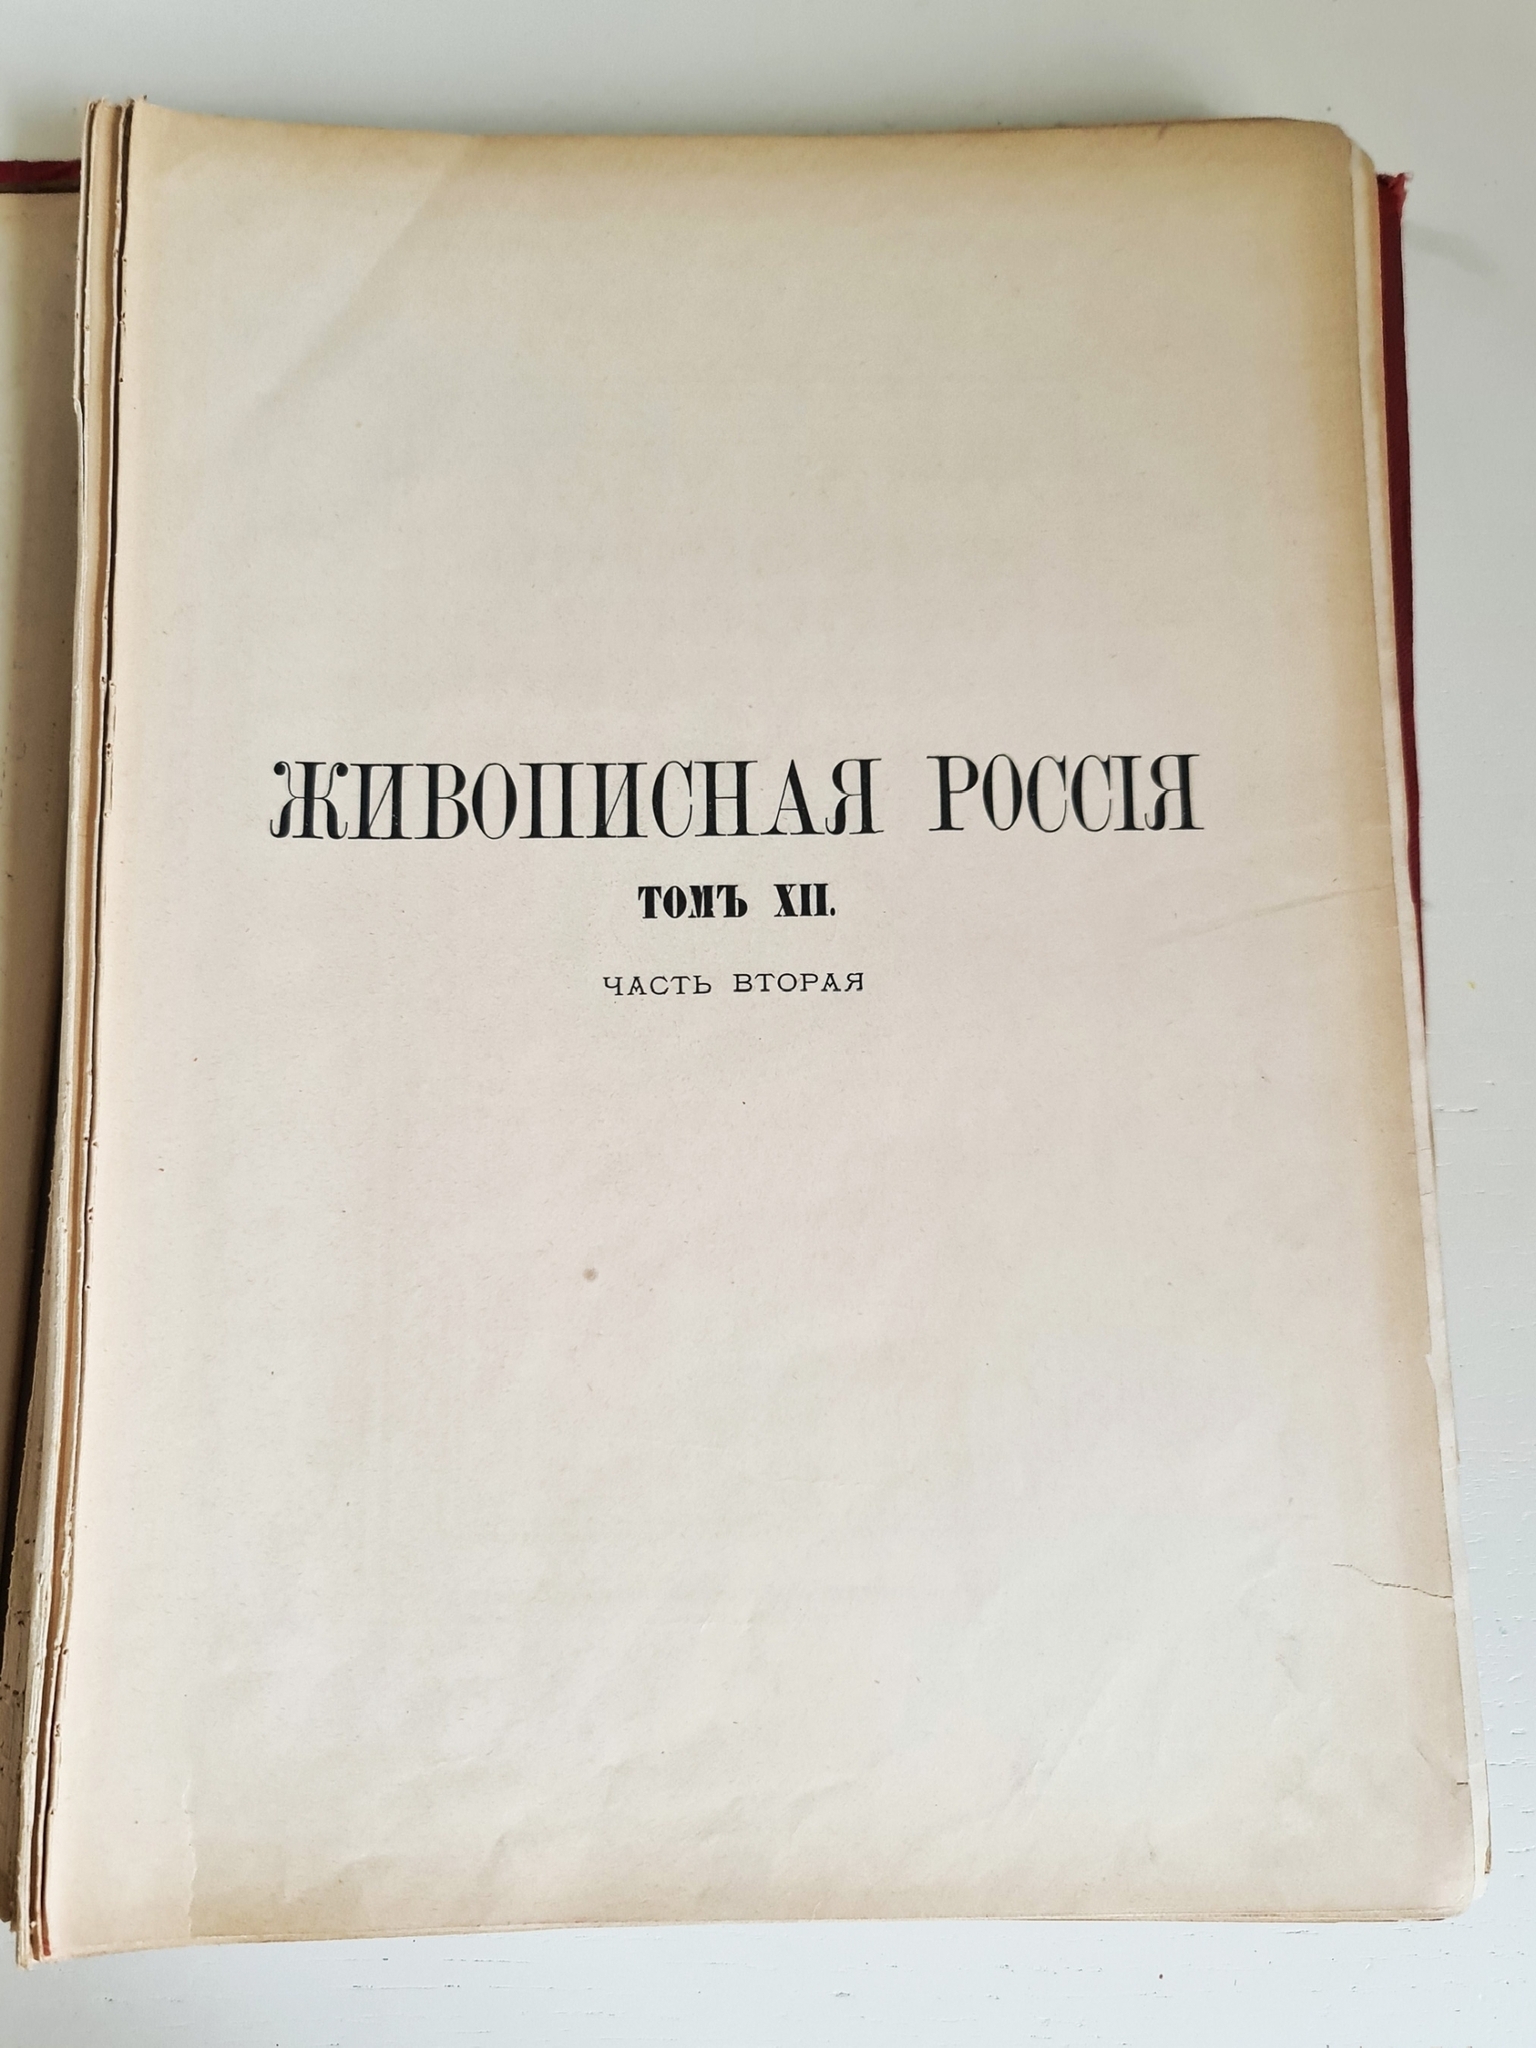 ЖИВОПИСНАЯ РОССІЯ
ТОМЪ XII.
ЧАСТЬ ВТОРАЯ